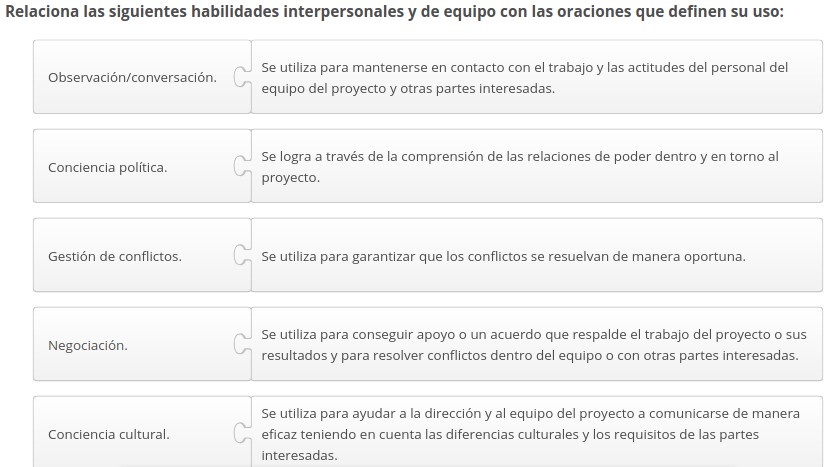 Relaciona las siguientes habilidades interpersonales y de equipo con las oraciones que definen su uso:
Observación/conversación.
Se utiliza para mantenerse en contacto con el trabajo y las actitudes del personal del
equipo del proyecto y otras partes interesadas.
Conciencia política.
Se logra a través de la comprensión de las relaciones de poder dentro y en torno al
proyecto.
Gestión de conflictos.
Se utiliza para garantizar que los conflictos se resuelvan de manera oportuna.
Negociación.
Se utiliza para conseguir apoyo o un acuerdo que respalde el trabajo del proyecto o sus
resultados y para resolver conflictos dentro del equipo o con otras partes interesadas.
Conciencia cultural.
Se utiliza para ayudar a la dirección y al equipo del proyecto a comunicarse de manera
eficaz teniendo en cuenta las diferencias culturales y los requisitos de las partes
interesadas.